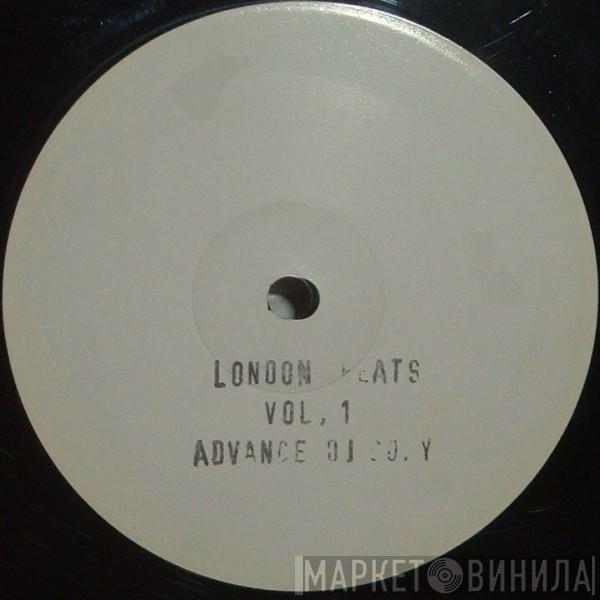 LONDON BEATS
VOL, 1
ADVANCE DJ COPY
МАРКЕТ ВИНИЛА